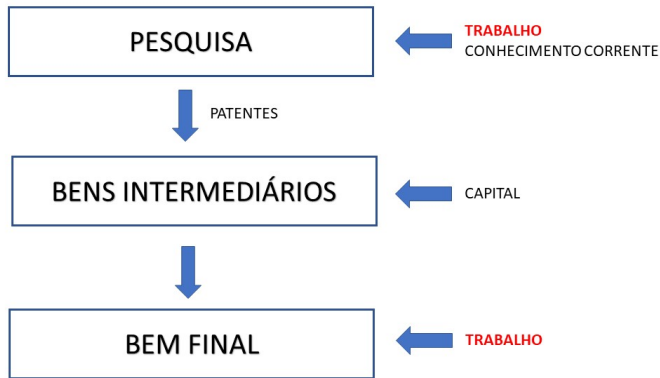 PESQUISA
TRABALHO
CONHECIMENTO CORRENTE
PATENTES
BENS INTERMEDIÁRIOS
CAPITAL
BEM FINAL
TRABALHO